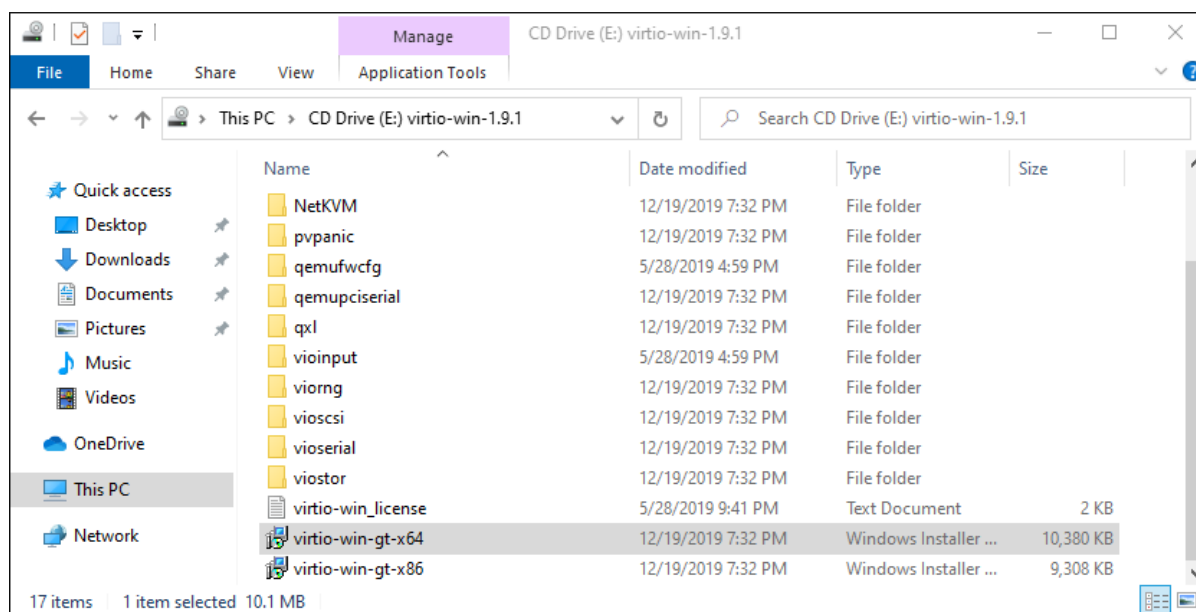 Manage CD Drive (E:) virtio-win-1.9.1
File Home Share View Application Tools ?
This PC > CD Drive (E:) virtio-win-1.9.1 Search CD Drive (E:) virtio-win-1.9.1
Name Date modified Type Size
Quick access
Desktop
Downloads
Documents
Pictures
Music
Videos
OneDrive
This PC
Network
NetKVM 12/19/2019 7:32 PM File folder
pvpanic 12/19/2019 7:32 PM File folder
qemufwcfg 5/28/2019 4:59 PM File folder
qemupciserial 12/19/2019 7:32 PM File folder
qxl 12/19/2019 7:32 PM File folder
vioinput 5/28/2019 4:59 PM File folder
viorng 12/19/2019 7:32 PM File folder
vioscsi 12/19/2019 7:32 PM File folder
vioserial 12/19/2019 7:32 PM File folder
viostor 12/19/2019 7:32 PM File folder
virtio-win_license 5/28/2019 9:41 PM Text Document 2 KB
virtio-win-gt-x64 12/19/2019 7:32 PM Windows Installer ... 10,380 KB
virtio-win-gt-x86 12/19/2019 7:32 PM Windows Installer ... 9,308 KB
17 items 1 item selected 10.1 MB